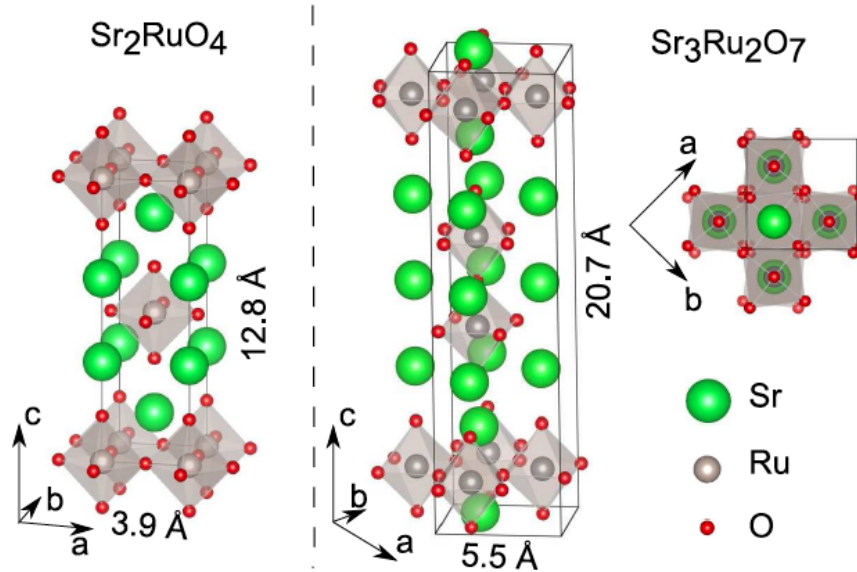 Sr₂RuO₄
12.8 Å
3.9 Å
c
b
a
Sr₃Ru₂O₇
20.7 Å
5.5 Å
c
b
a
a
b
Sr
Ru
O